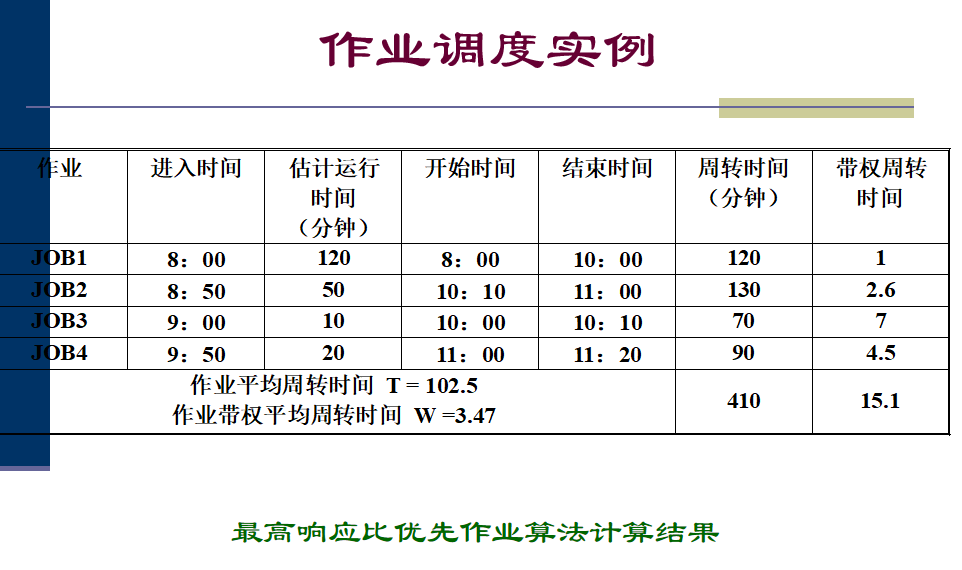 作业调度实例
作业 进入时间 估计运行时间（分钟） 开始时间 结束时间 周转时间（分钟） 带权周转时间
JOB1 8：00 120 8：00 10：00 120 1
JOB2 8：50 50 10：10 11：00 130 2.6
JOB3 9：00 10 10：00 10：10 70 7
JOB4 9：50 20 11：00 11：20 90 4.5
作业平均周转时间 T = 102.5
作业带权平均周转时间 W =3.47
410 15.1
最高响应比优先作业算法计算结果